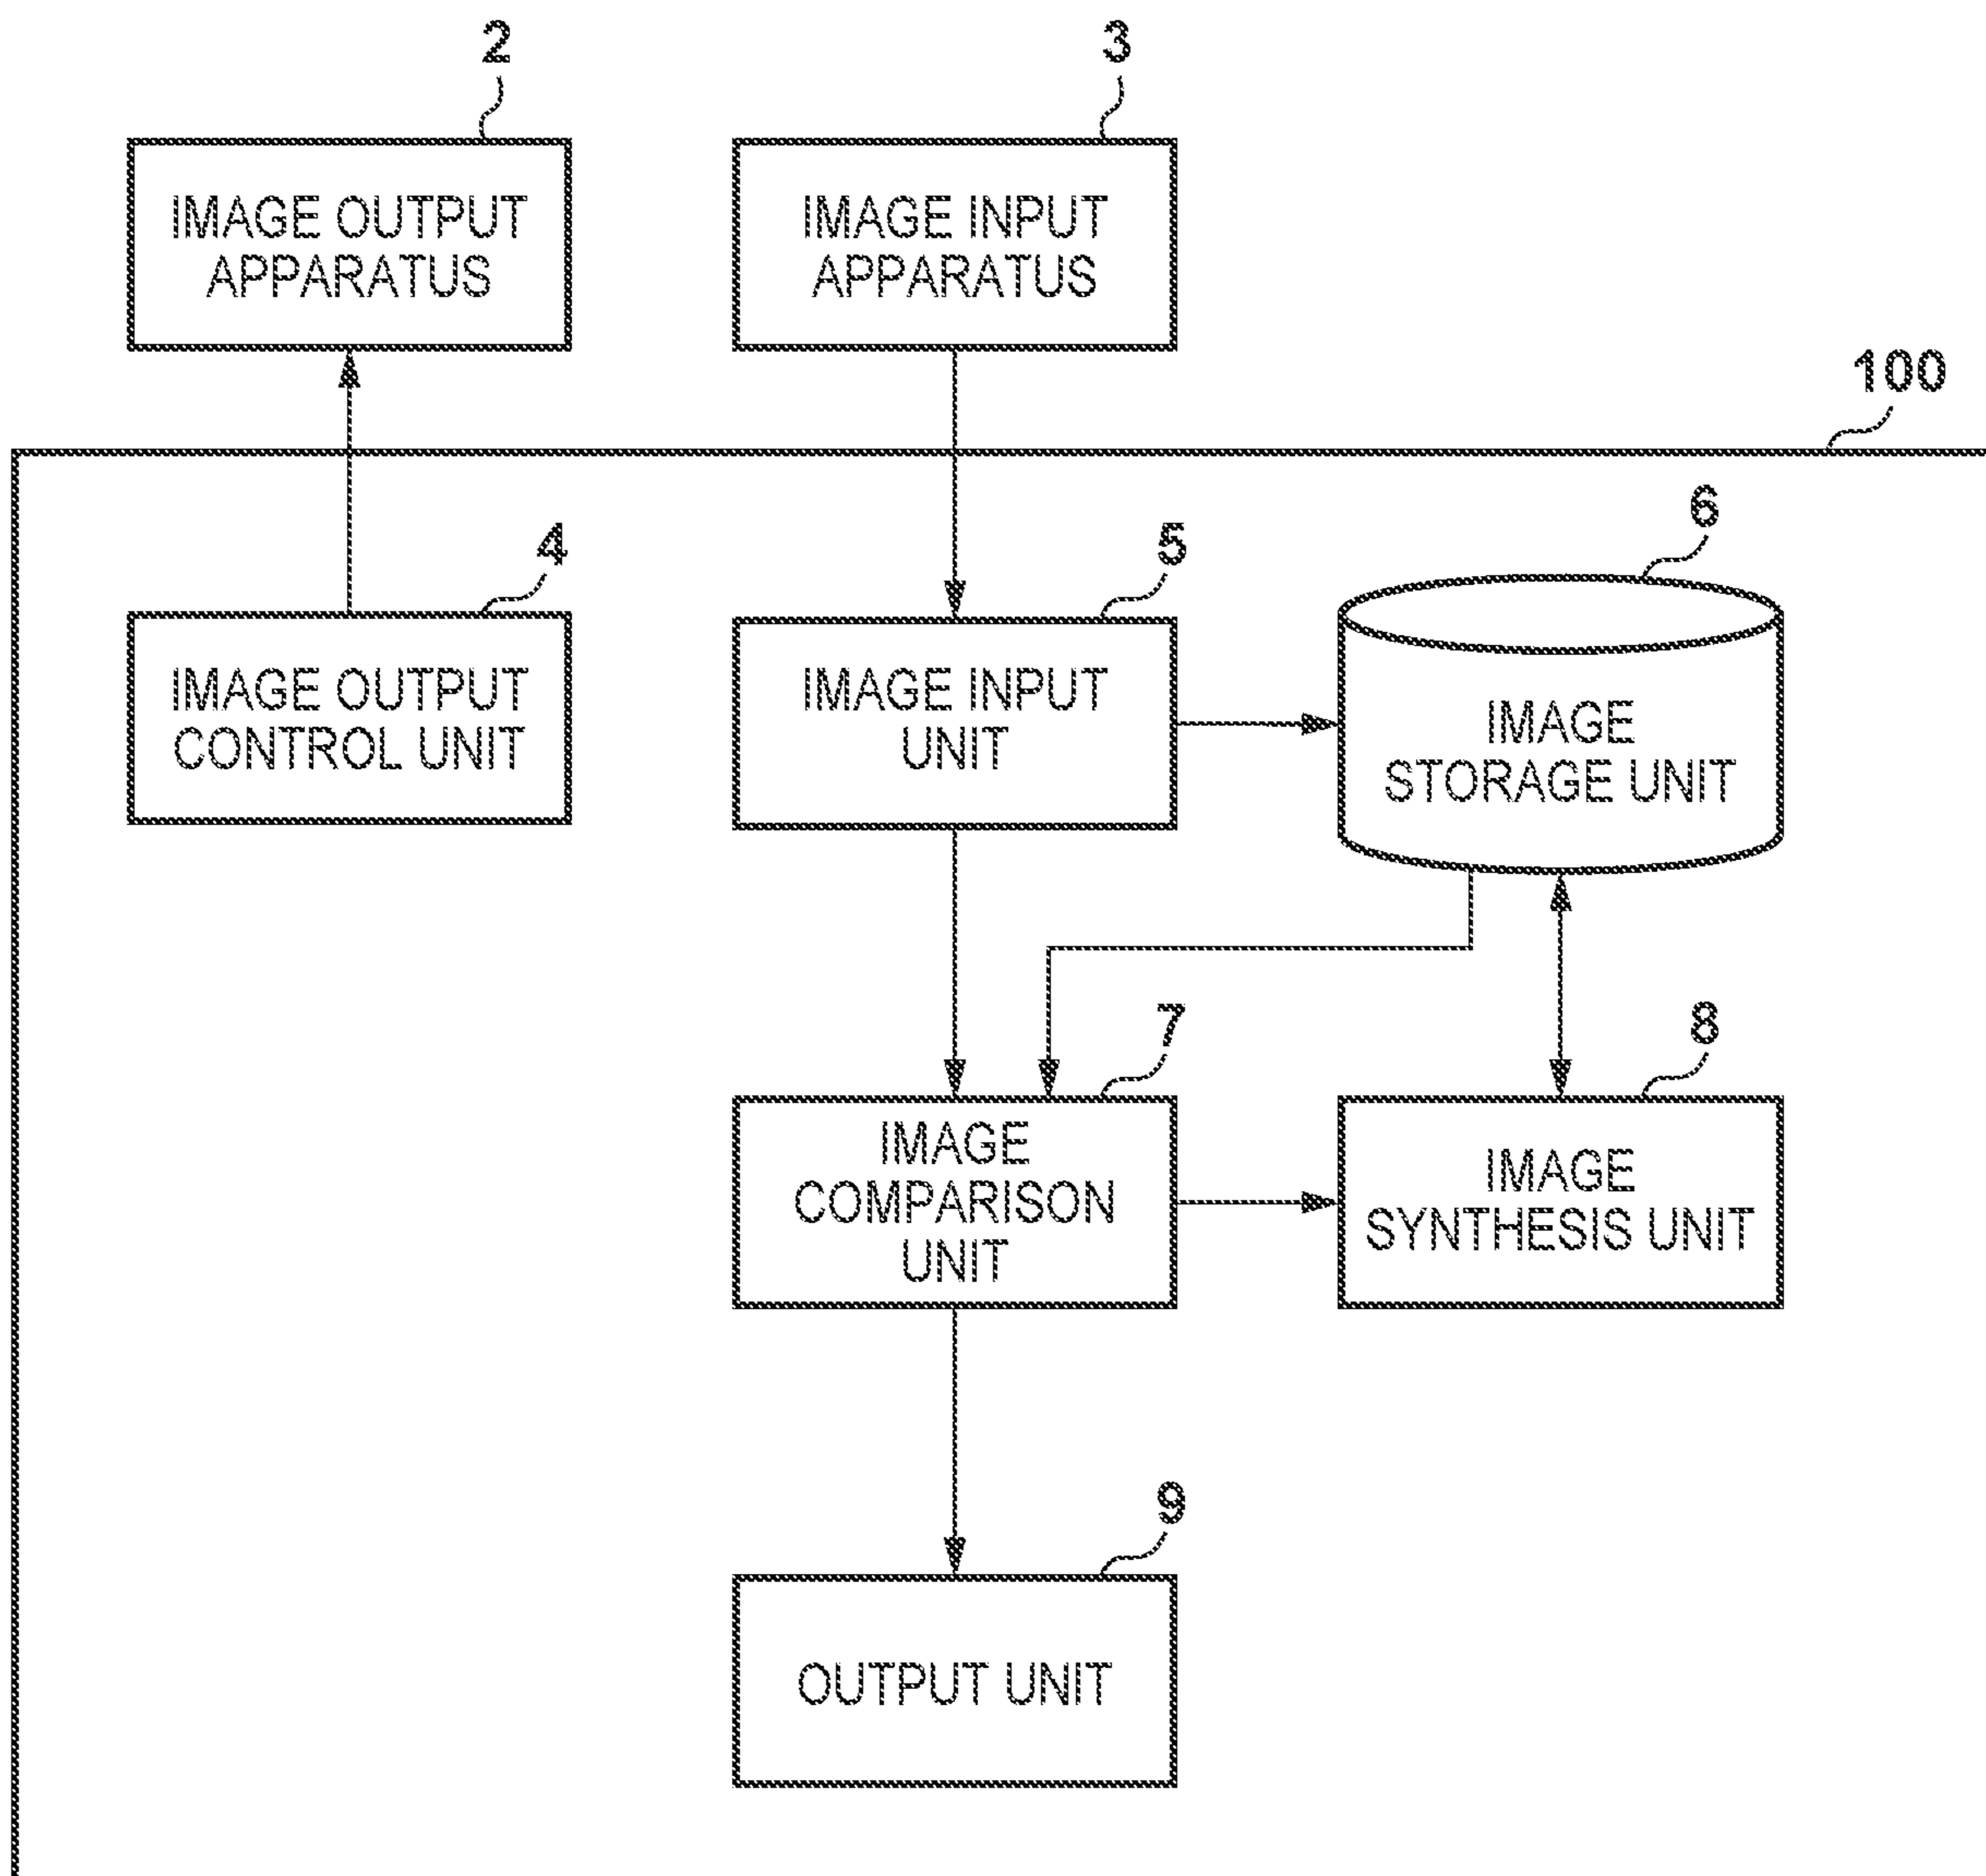 2
3
IMAGE OUTPUT
APPARATUS
IMAGE INPUT
APPARATUS
100
4
5
6
IMAGE OUTPUT
CONTROL UNIT
IMAGE INPUT
UNIT
IMAGE
STORAGE UNIT
7
8
IMAGE
COMPARISON
UNIT
IMAGE
SYNTHESIS UNIT
9
OUTPUT UNIT